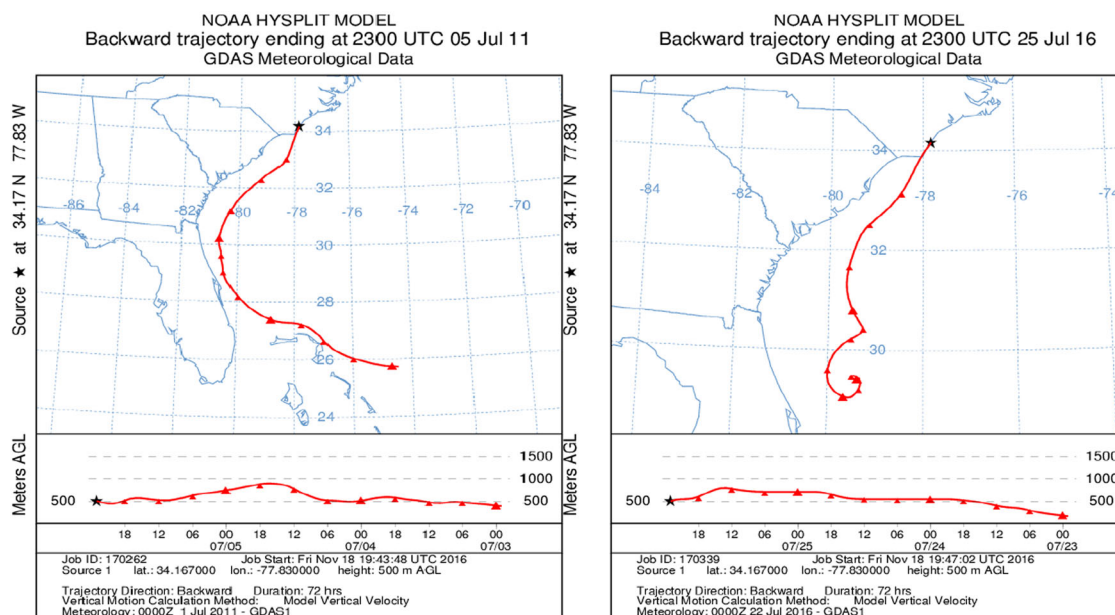 NOAA HYSPLIT MODEL
Backward trajectory ending at 2300 UTC 05 Jul 11
GDAS Meteorological Data
Source ★ at 34.17 N 77.83 W
34
32
-86
-84
-82
-80
-78
-76
-74
-72
-70
30
28
26
24
Meters AGL
1500
1000
500
500
18 12 06 00 18 12 06 00 18 12 06 00
07/05 07/04 07/03
Job ID: 170262 Job Start: Fri Nov 18 19:43:48 UTC 2016
Source 1 lat.: 34.167000 lon.: -77.830000 height: 500 m AGL
Trajectory Direction: Backward Duration: 72 hrs
Vertical Motion Calculation Method: Model Vertical Velocity
Meteorology: 0000Z 1 Jul 2011 - GDAS1
NOAA HYSPLIT MODEL
Backward trajectory ending at 2300 UTC 25 Jul 16
GDAS Meteorological Data
Source ★ at 34.17 N 77.83 W
34
-84
-82
-80
-78
-76
-74
32
30
Meters AGL
1500
1000
500
500
18 12 06 00 18 12 06 00 18 12 06 00
07/25 07/24 07/23
Job ID: 170339 Job Start: Fri Nov 18 19:47:02 UTC 2016
Source 1 lat.: 34.167000 lon.: -77.830000 height: 500 m AGL
Trajectory Direction: Backward Duration: 72 hrs
Vertical Motion Calculation Method: Model Vertical Velocity
Meteorology: 0000Z 22 Jul 2016 - GDAS1